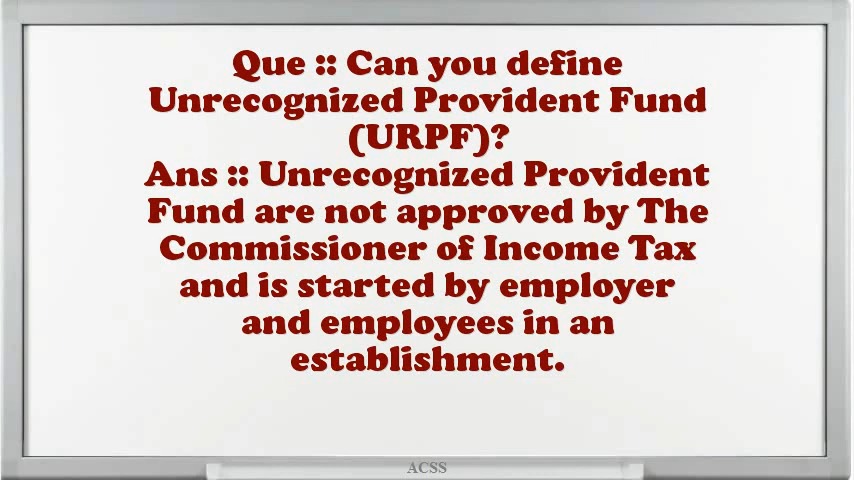 Que :: Can you define
Unrecognized Provident Fund
(URPF)?
Ans :: Unrecognized Provident
Fund are not approved by The
Commissioner of Income Tax
and is started by employer
and employees in an
establishment.
ACSS